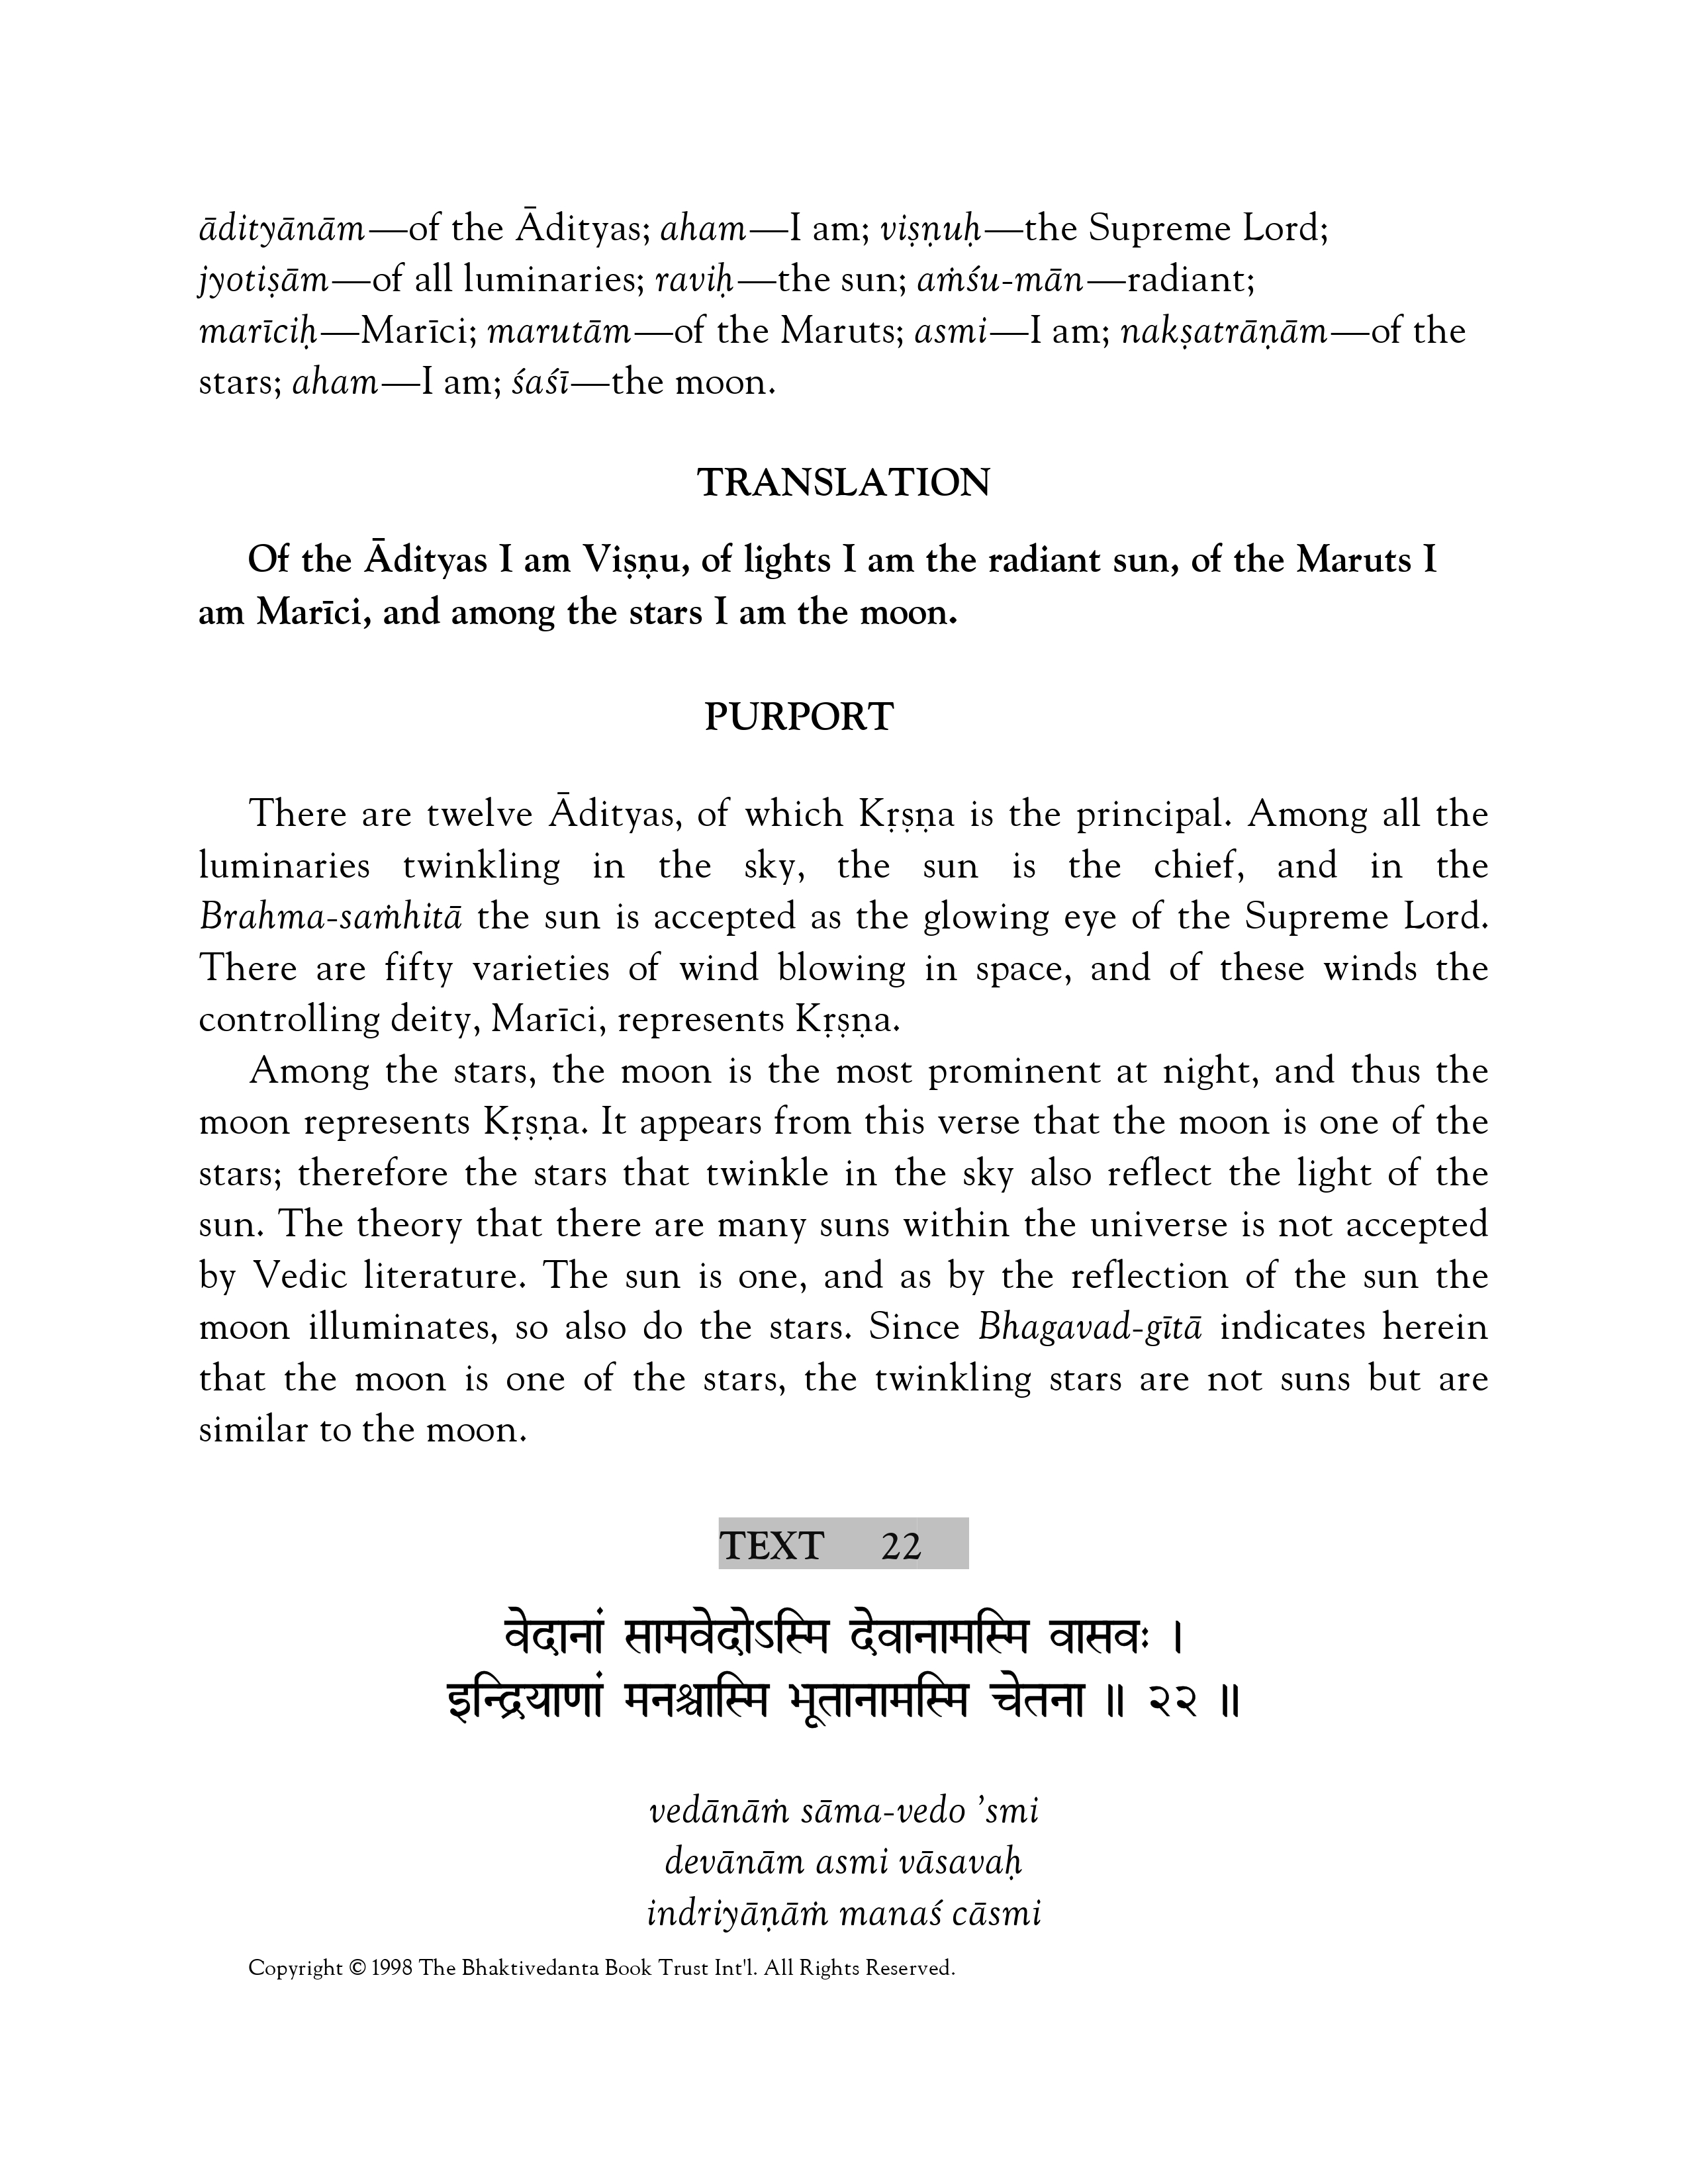 ādityānām—of the Ādityas; aham—I am; viṣṇuḥ—the Supreme Lord;
jyotiṣām—of all luminaries; raviḥ—the sun; aṁśu-mān—radiant;
marīciḥ—Marīci; marutām—of the Maruts; asmi—I am; nakṣatrāṇām—of the
stars; aham—I am; śaśī—the moon.
TRANSLATION
Of the Ādityas I am Viṣṇu, of lights I am the radiant sun, of the Maruts I
am Marīci, and among the stars I am the moon.
PURPORT
There are twelve Ādityas, of which Kṛṣṇa is the principal. Among all the
luminaries twinkling in the sky, the sun is the chief, and in the
Brahma-saṁhitā the sun is accepted as the glowing eye of the Supreme Lord.
There are fifty varieties of wind blowing in space, and of these winds the
controlling deity, Marīci, represents Kṛṣṇa.
Among the stars, the moon is the most prominent at night, and thus the
moon represents Kṛṣṇa. It appears from this verse that the moon is one of the
stars; therefore the stars that twinkle in the sky also reflect the light of the
sun. The theory that there are many suns within the universe is not accepted
by Vedic literature. The sun is one, and as by the reflection of the sun the
moon illuminates, so also do the stars. Since Bhagavad-gītā indicates herein
that the moon is one of the stars, the twinkling stars are not suns but are
similar to the moon.
TEXT 22
वेदानां सामवेदोऽस्मि देवानामस्मि वासवः ।
इन्द्रियाणां मनश्चास्मि भूतानामस्मि चेतना ॥ २२ ॥
vedānāṁ sāma-vedo ’smi
devānām asmi vāsavaḥ
indriyāṇāṁ manaś cāsmi
Copyright © 1998 The Bhaktivedanta Book Trust Int'l. All Rights Reserved.